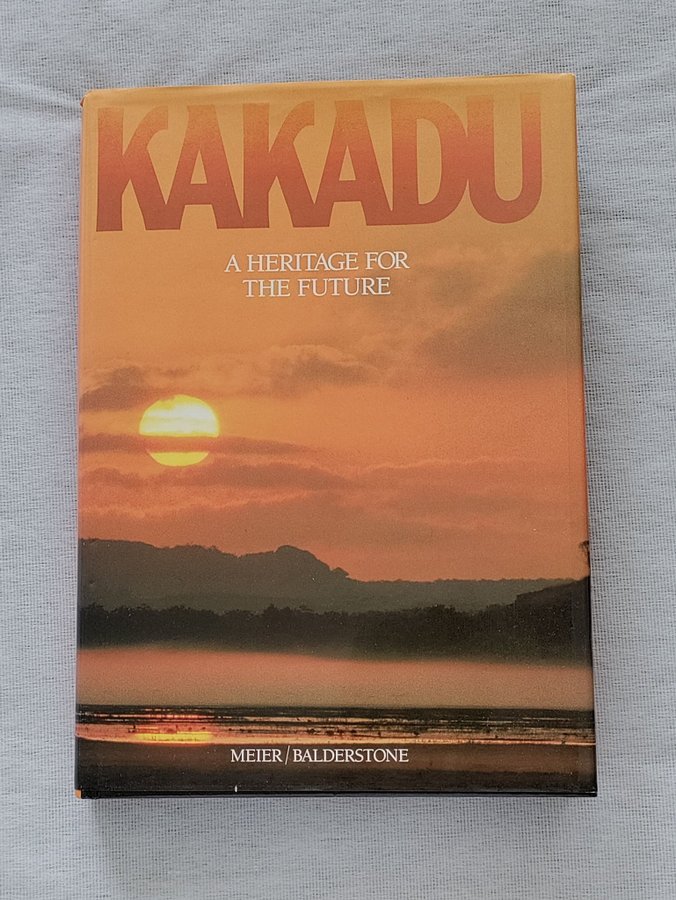 KAKADU
A HERITAGE FOR
THE FUTURE
MEIER/BALDERSTONE